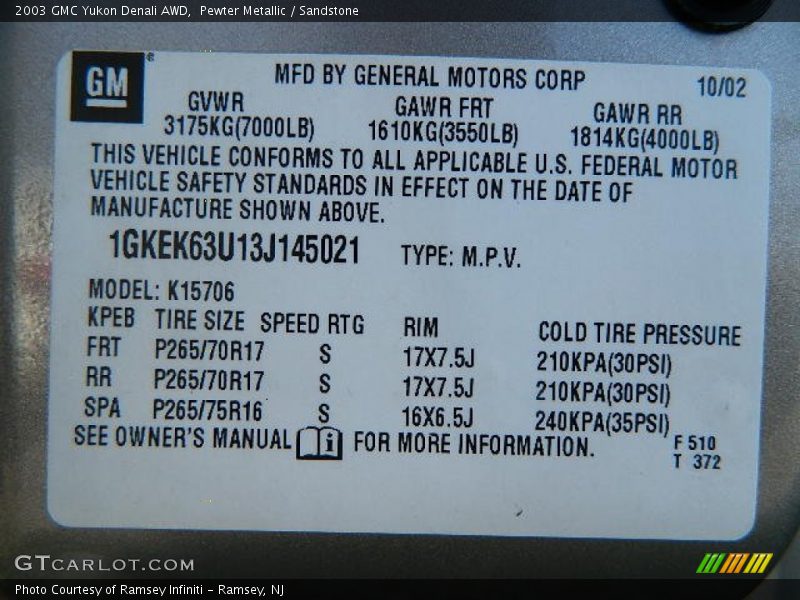 2003 GMC Yukon Denali AWD,  Pewter Metallic / Sandstone
GM®
MFD BY GENERAL MOTORS CORP 10/02
GVWR GAWR FRT GAWR RR
3175KG(7000LB) 1610KG(3550LB) 1814KG(4000LB)
THIS VEHICLE CONFORMS TO ALL APPLICABLE U.S. FEDERAL MOTOR
VEHICLE SAFETY STANDARDS IN EFFECT ON THE DATE OF
MANUFACTURE SHOWN ABOVE.
1GKEK63U13J145021 TYPE: M.P.V.
MODEL: K15706
KPEB TIRE SIZE SPEED RTG RIM COLD TIRE PRESSURE
FRT P265/70R17 S 17X7.5J 210KPA(30PSI)
RR P265/70R17 S 17X7.5J 210KPA(30PSI)
SPA P265/75R16 S 16X6.5J 240KPA(35PSI)
SEE OWNER'S MANUAL i FOR MORE INFORMATION.
F 510
T 372
GTCARLOT.COM
Photo Courtesy of Ramsey Infiniti - Ramsey, NJ